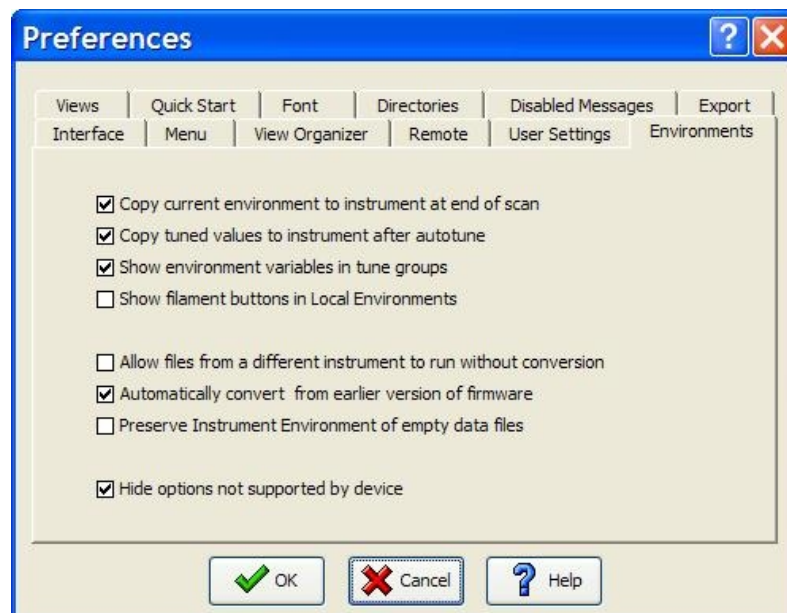 Preferences
Views Quick Start Font Directories Disabled Messages Export
Interface Menu View Organizer Remote User Settings Environments
Copy current environment to instrument at end of scan
Copy tuned values to instrument after autotune
Show environment variables in tune groups
Show filament buttons in Local Environments
Allow files from a different instrument to run without conversion
Automatically convert from earlier version of firmware
Preserve Instrument Environment of empty data files
Hide options not supported by device
OK Cancel Help